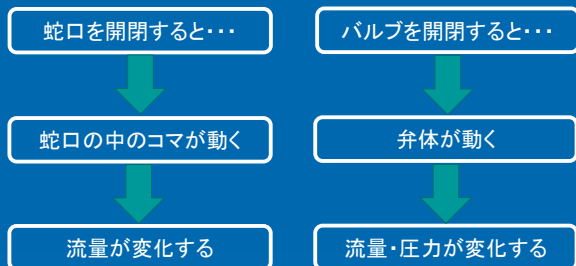 蛇口を開閉すると・・・
バルブを開閉すると・・・
蛇口の中のコマが動く
弁体が動く
流量が変化する
流量・圧力が変化する